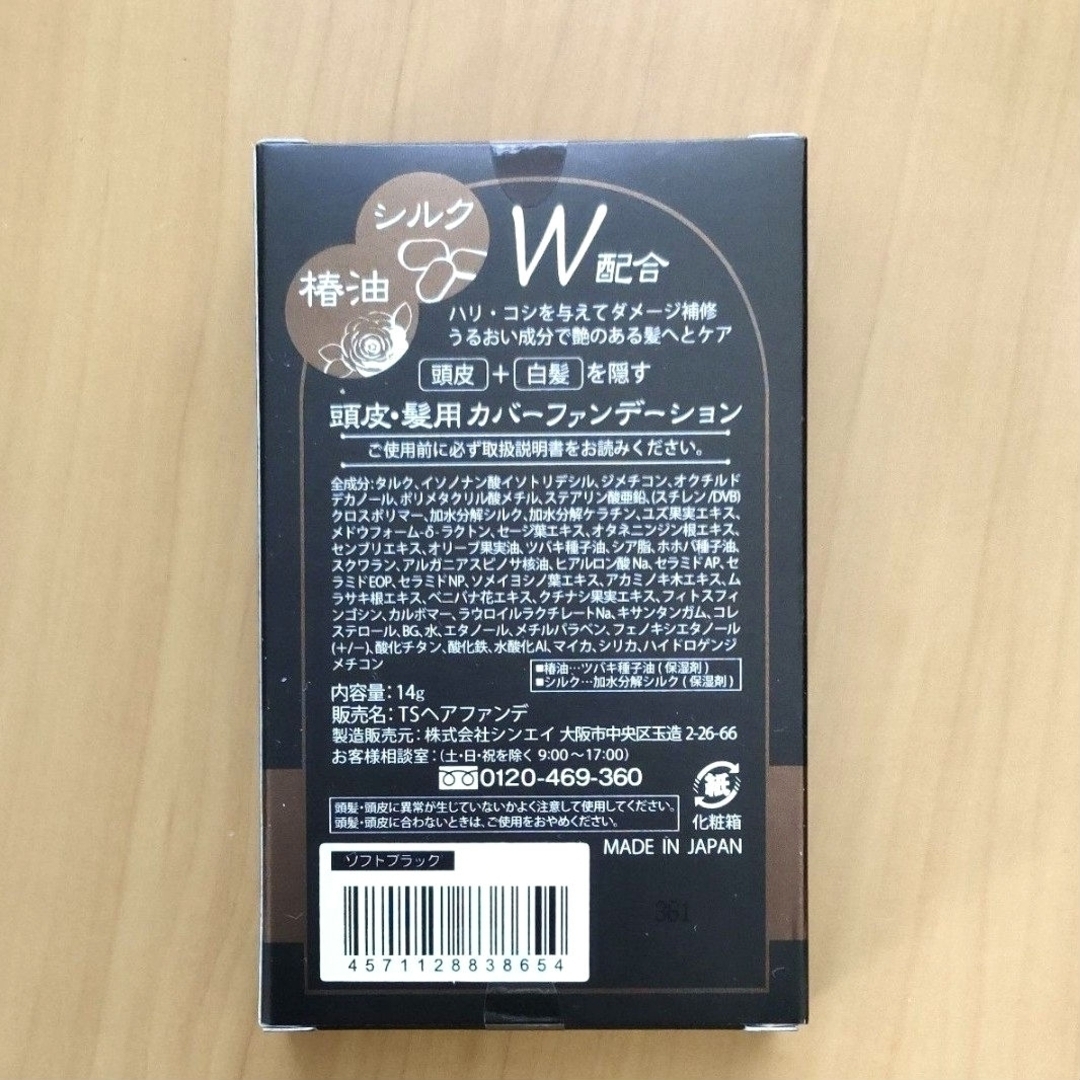 シルク
椿油
W配合
ハリ・コシを与えてダメージ補修
うるおい成分で艶のある髪へとケア
頭皮+白髪を隠す
頭皮・髪用カバーファンデーション
ご使用前に必ず取扱説明書をお読みください。
全成分:タルク、イソノナン酸イソトリデシル、ジメチコン、オクチルド
デカノール、ポリメタクリル酸メチル、ステアリン酸亜鉛、(スチレン/DVB)
クロスポリマー、加水分解シルク、加水分解ケラチン、ユズ果実エキス、
メドウフォーム-δ-ラクトン、セージ葉エキス、オタネニンジン根エキス、
センブリエキス、オリーブ果実油、ツバキ種子油、シア脂、ホホバ種子油、
スクワラン、アルガニアスピノサ核油、ヒアルロン酸Na、セラミドAP、セ
ラミドEOP、セラミドNP、ソメイヨシノ葉エキス、アカミノキ木エキス、ム
ラサキ根エキス、ベニバナ花エキス、クチナシ果実エキス、フィトスフィ
ンゴシン、カルボマー、ラウロイルラクチレートNa、キサンタンガム、コレ
ステロール、BG、水、エタノール、メチルパラベン、フェノキシエタノール
(+/−)、酸化チタン、酸化鉄、水酸化Al、マイカ、シリカ、ハイドロゲンジ
メチコン
■椿油…ツバキ種子油(保湿剤)
■シルク…加水分解シルク(保湿剤)
内容量:14g
販売名:TSヘアファンデ
製造販売元:株式会社シンエイ 大阪市中央区玉造2-26-66
お客様相談室:(土・日・祝を除く 9:00～17:00)
0120-469-360
紙
化粧箱
頭髪・頭皮に異常が生じていないかよく注意して使用してください。
頭髪・頭皮に合わないときは、ご使用をおやめください。
MADE IN JAPAN
ソフトブラック
361
4571128838654